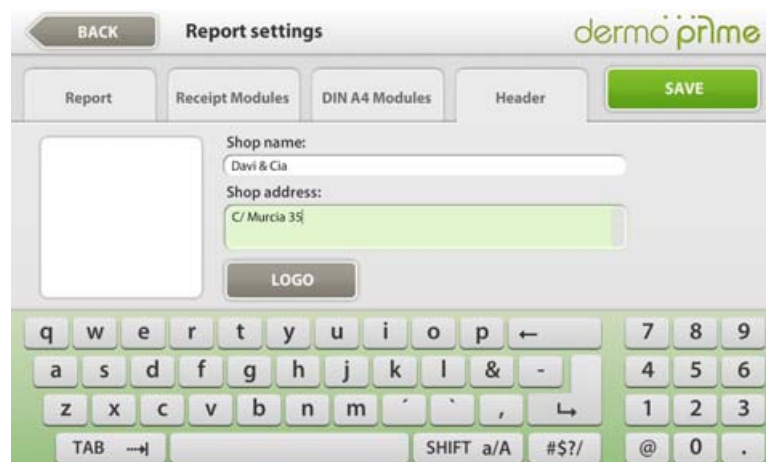 BACK Report settings dermo prime
Report Receipt Modules DIN A4 Modules Header SAVE
Shop name:
Davi & Cia
Shop address:
C/ Murcia 35
LOGO
q w e r t y u i o p ← 7 8 9
a s d f g h j k l & - 4 5 6
z x c v b n m ´ ` , ↵ 1 2 3
TAB ⇥ SHIFT a/A #$?/ @ 0 .